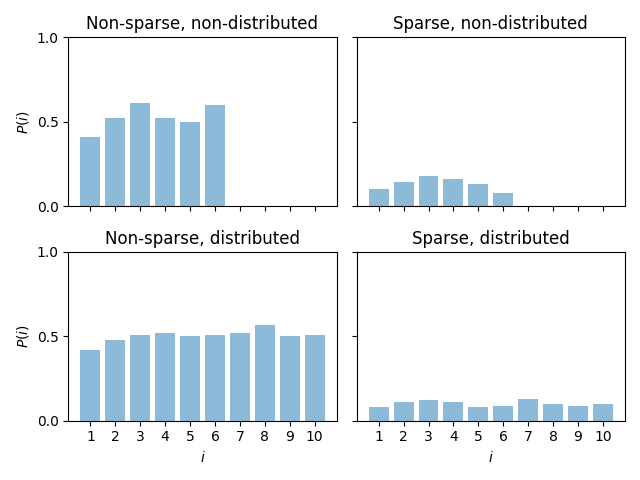 Non-sparse, non-distributed
Sparse, non-distributed
1.0
0.5
0.0
P(i)
Non-sparse, distributed
Sparse, distributed
1.0
0.5
0.0
P(i)
1 2 3 4 5 6 7 8 9 10
1 2 3 4 5 6 7 8 9 10
i
i